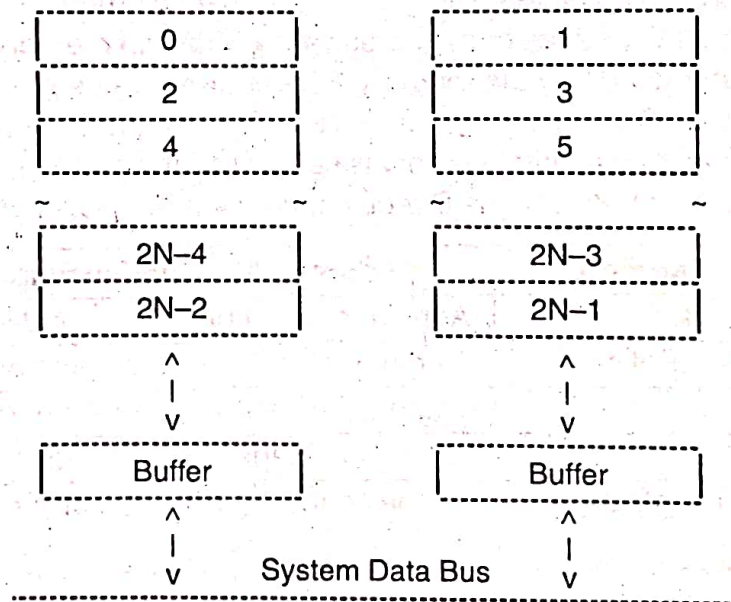 0 1
2 3
4 5
~ ~ ~ ~
2N–4 2N–3
2N–2 2N–1
^ ^
| |
v v
Buffer Buffer
^ ^
| |
v System Data Bus v